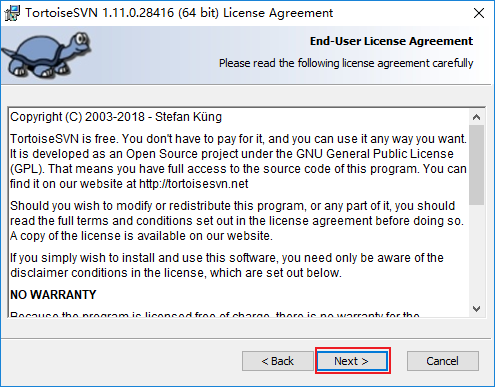 TortoiseSVN 1.11.0.28416 (64 bit) License Agreement
End-User License Agreement
Please read the following license agreement carefully
Copyright (C) 2003-2018 - Stefan Küng
TortoiseSVN is free. You don't have to pay for it, and you can use it any way you want.
It is developed as an Open Source project under the GNU General Public License
(GPL). That means you have full access to the source code of this program. You can
find it on our website at http://tortoisesvn.net
Should you wish to modify or redistribute this program, or any part of it, you should
read the full terms and conditions set out in the license agreement before doing so.
A copy of the license is available on our website.
If you simply wish to install and use this software, you need only be aware of the
disclaimer conditions in the license, which are set out below.
NO WARRANTY
Because the program is licensed free of charge, there is no warranty for the
< Back
Next >
Cancel